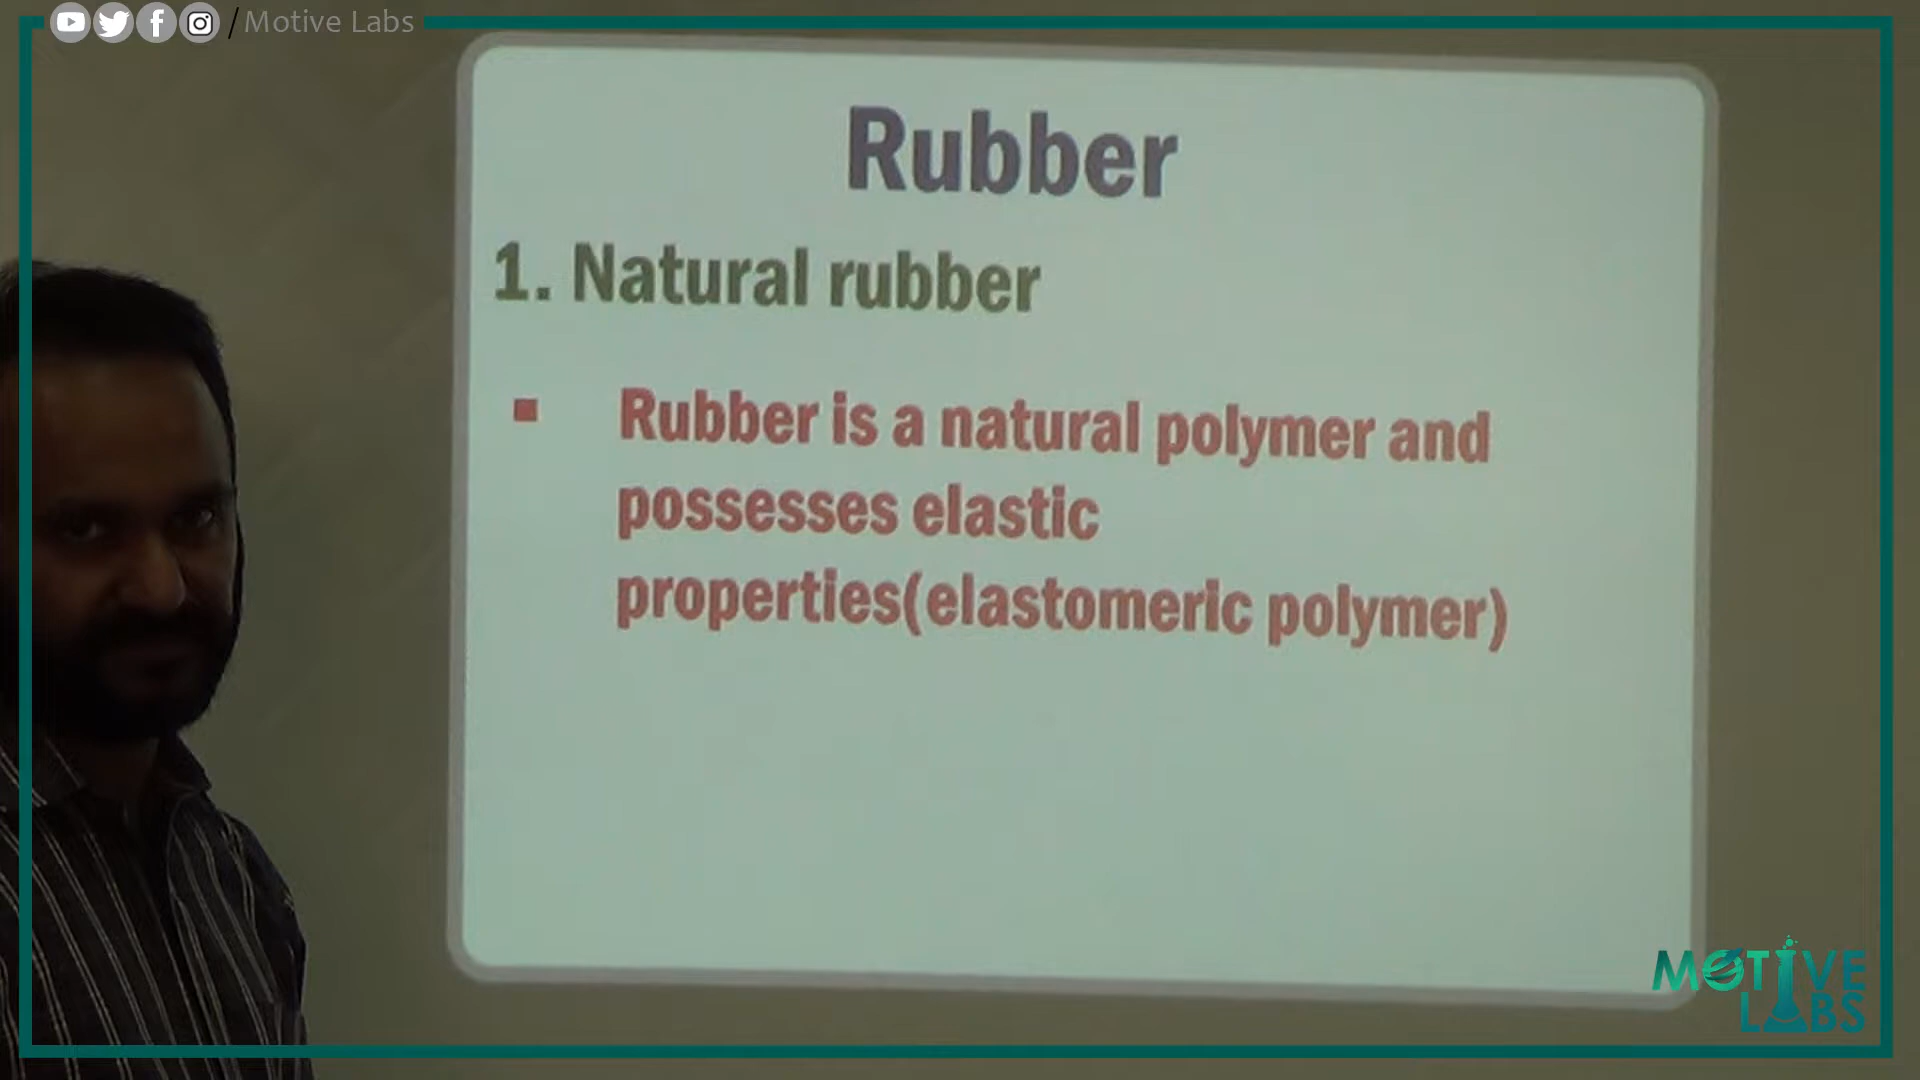 /Motive Labs
Rubber
1. Natural rubber
▪ Rubber is a natural polymer and
possesses elastic
properties(elastomeric polymer)
MOTIVE
LABS